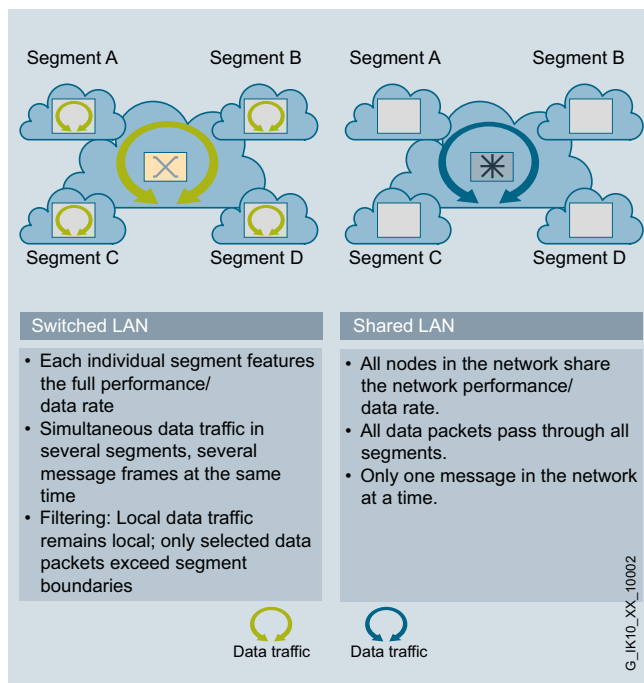 Segment A
Segment B
Segment C
Segment D
Segment A
Segment B
Segment C
Segment D
Switched LAN
• Each individual segment features
the full performance/
data rate
• Simultaneous data traffic in
several segments, several
message frames at the same
time
• Filtering: Local data traffic
remains local; only selected data
packets exceed segment
boundaries
Shared LAN
• All nodes in the network share
the network performance/
data rate.
• All data packets pass through all
segments.
• Only one message in the network
at a time.
Data traffic
Data traffic
G_IK10_XX_10002